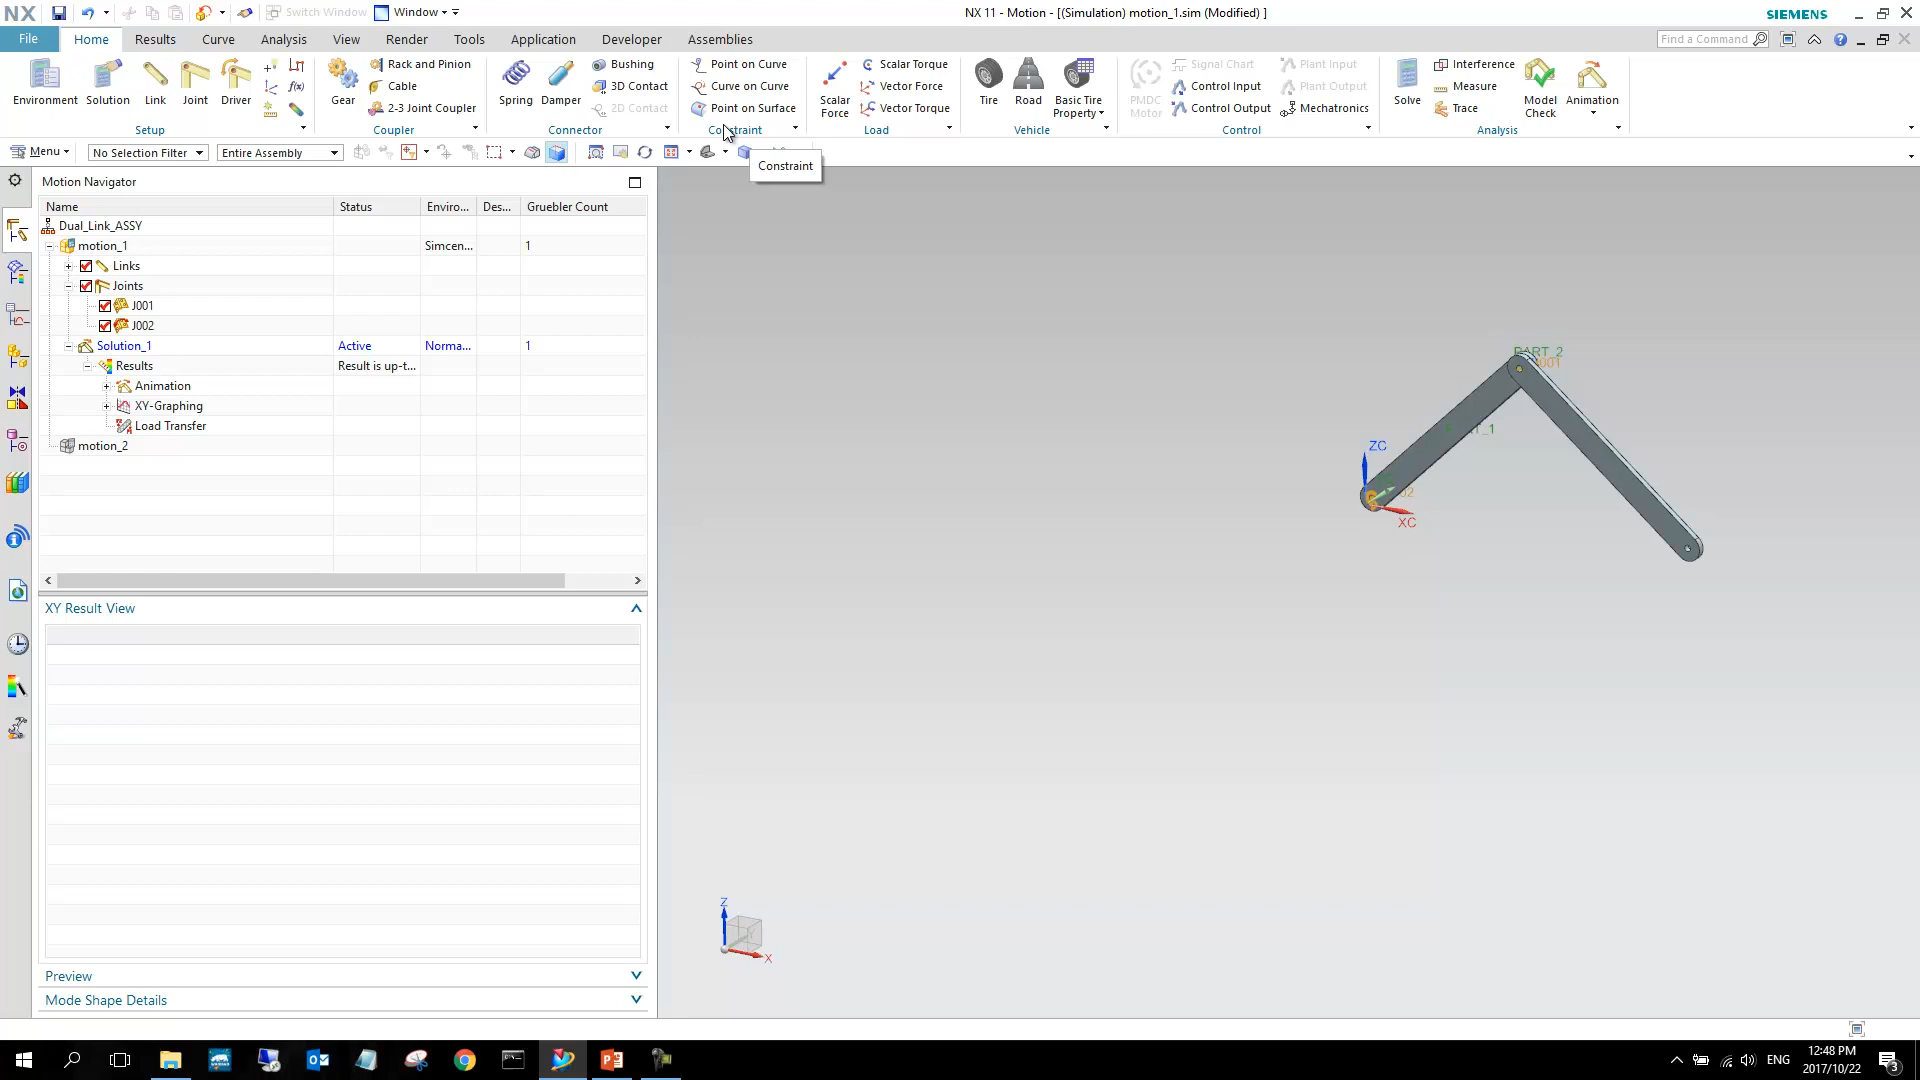 NX
Switch Window
Window
NX 11 - Motion - [(Simulation) motion_1.sim (Modified) ]
SIEMENS
File
Home
Results
Curve
Analysis
View
Render
Tools
Application
Developer
Assemblies
Find a Command
Environment
Solution
Link
Joint
Driver
Setup
Gear
Rack and Pinion
Cable
2-3 Joint Coupler
Coupler
Spring
Damper
Bushing
3D Contact
2D Contact
Connector
Point on Curve
Curve on Curve
Point on Surface
Constraint
Scalar Force
Scalar Torque
Vector Force
Vector Torque
Load
Tire
Road
Basic Tire Property
Vehicle
PMDC Motor
Signal Chart
Control Input
Control Output
Plant Input
Plant Output
Mechatronics
Control
Solve
Interference
Measure
Trace
Model Check
Animation
Analysis
Menu
No Selection Filter
Entire Assembly
Constraint
Motion Navigator
Name Status Enviro... Des... Gruebler Count
Dual_Link_ASSY
motion_1 Simcen... 1
Links
Joints
J001
J002
Solution_1 Active Norma... 1
Results Result is up-t...
Animation
XY-Graphing
Load Transfer
motion_2
XY Result View
Preview
Mode Shape Details
PART_2
ZC
XC
Z
X
ENG
12:48 PM
2017/10/22
3